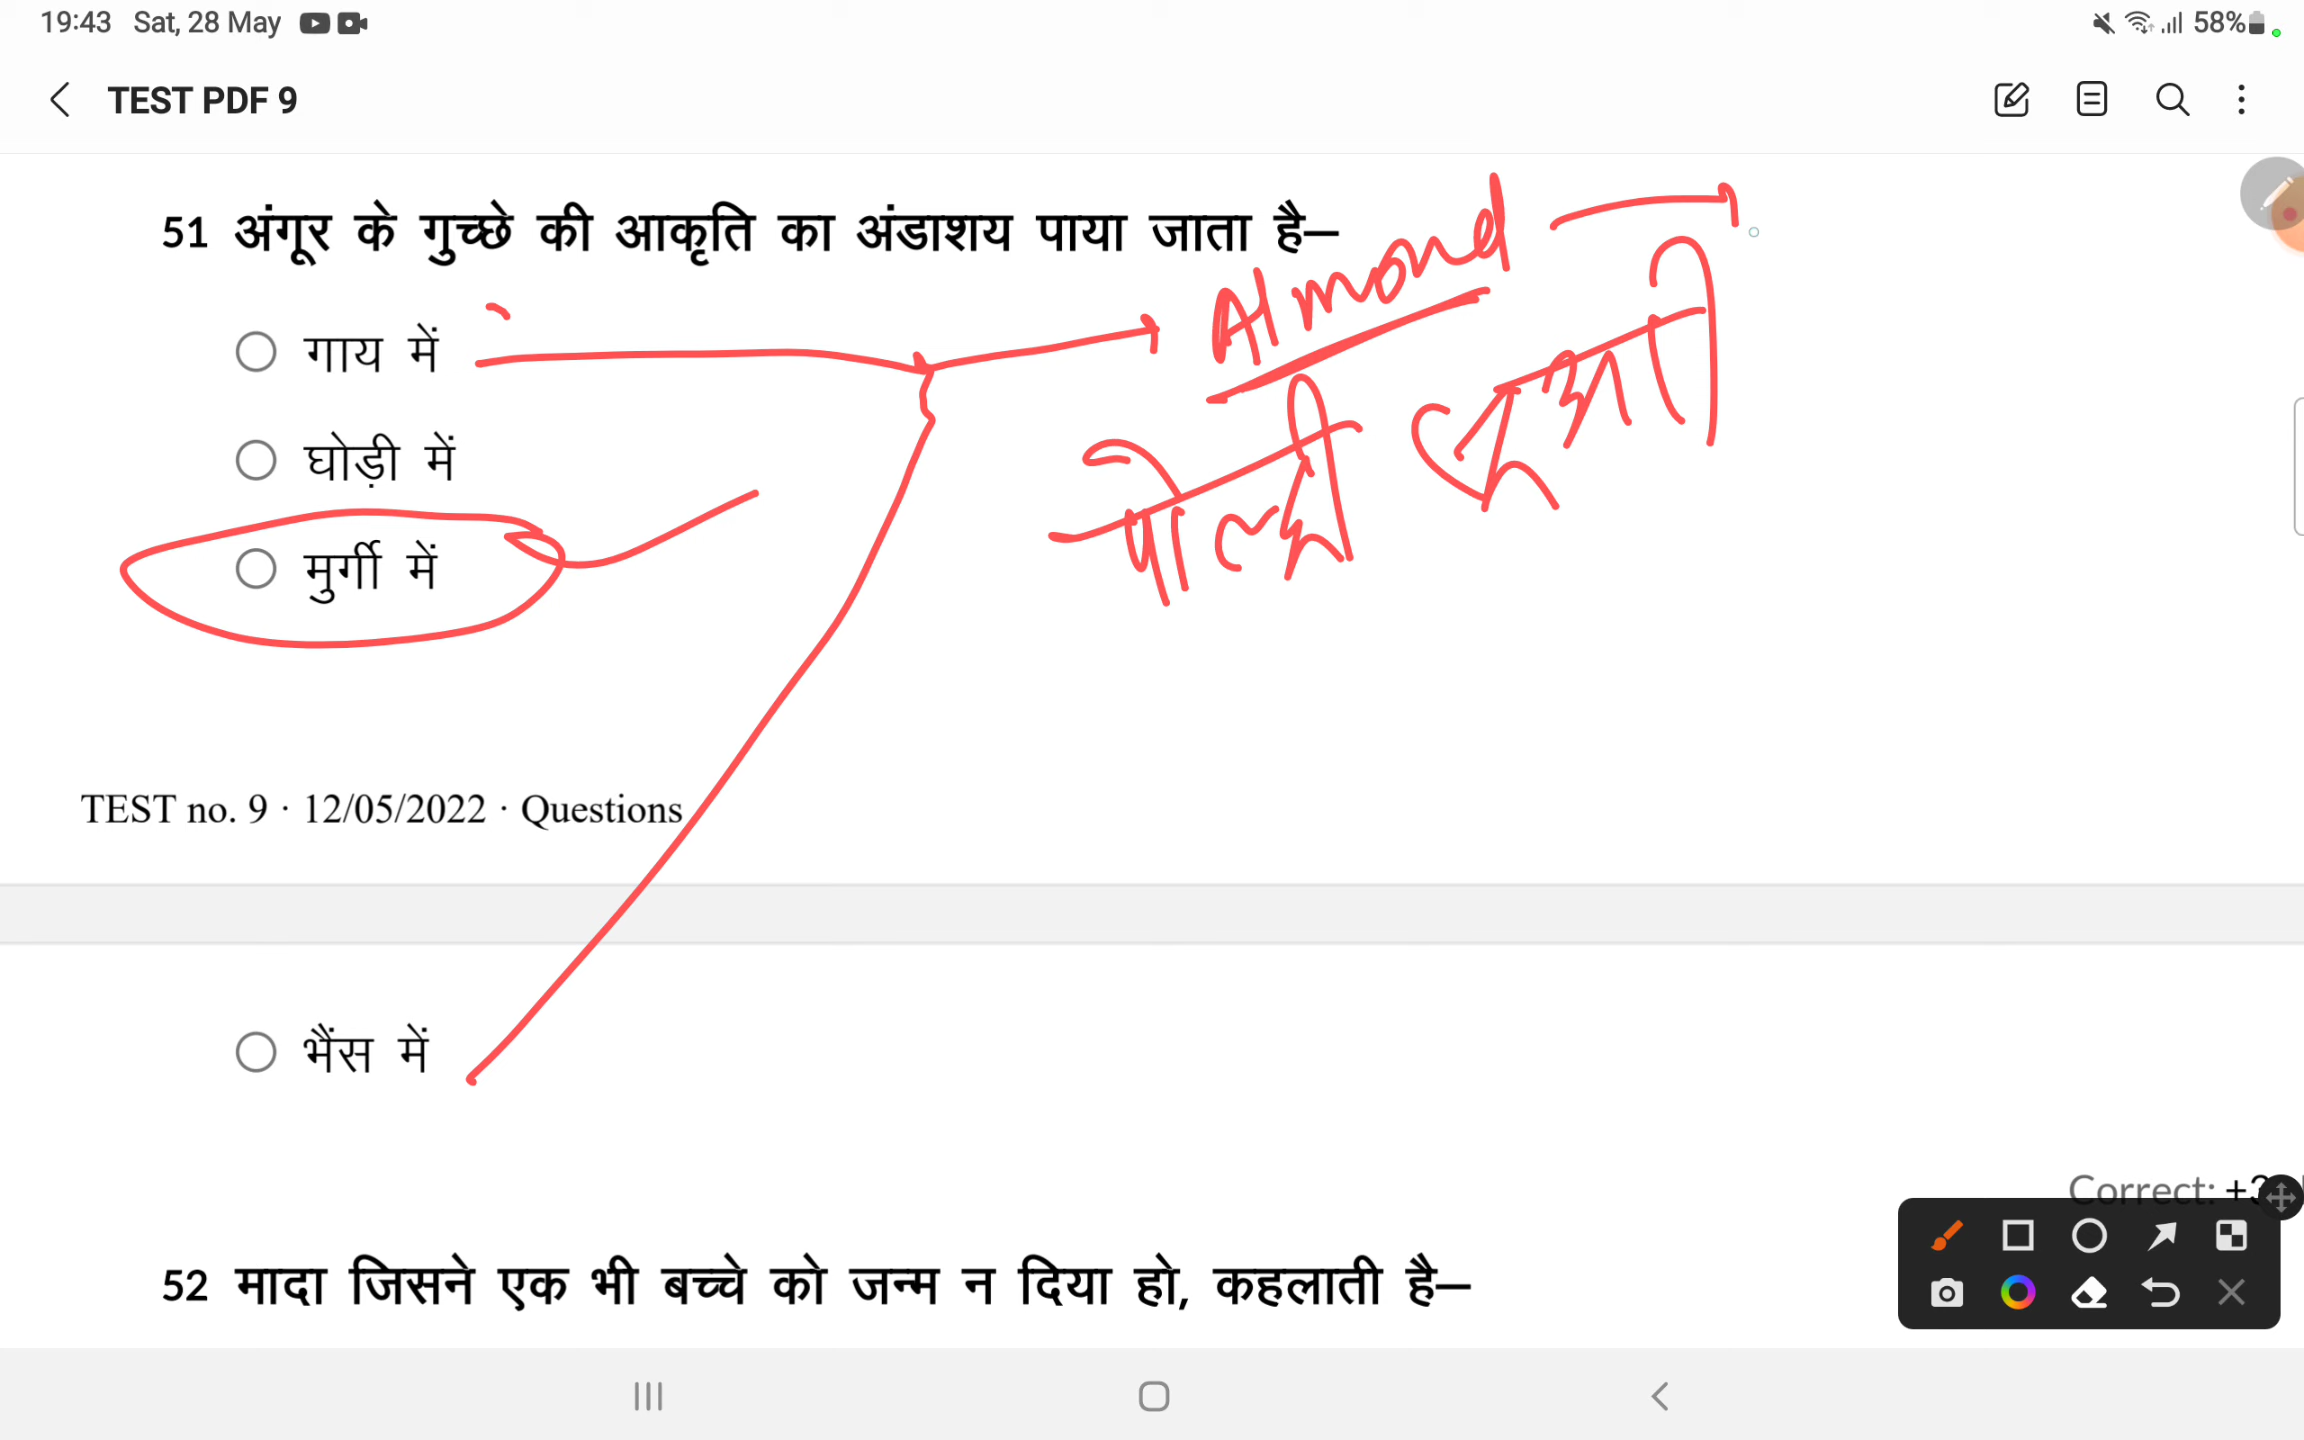 19:43 Sat, 28 May 58%
TEST PDF 9
51 अंगूर के गुच्छे की आकृति का अंडाशय पाया जाता है–
Almond
गाय में
घोड़ी में
मुर्गी में
TEST no. 9 · 12/05/2022 · Questions
भैंस में
Correct: +3
52 मादा जिसने एक भी बच्चे को जन्म न दिया हो, कहलाती है–